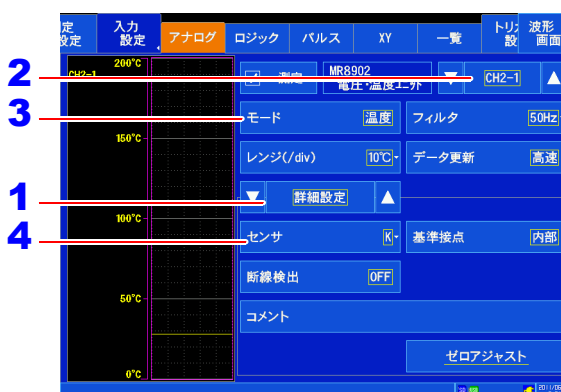 定
設定
入力
設定
アナログ
ロジック
パルス
XY
一覧
トリガ
設
波形
画面
CH2-1
200℃
150℃
100℃
50℃
0℃
測定
MR8902
電圧・温度ユニット
CH2-1
モード
温度
フィルタ
50Hz
レンジ(/div)
10℃
データ更新
高速
詳細設定
センサ
K
基準接点
内部
断線検出
OFF
コメント
ゼロアジャスト
2
3
1
4